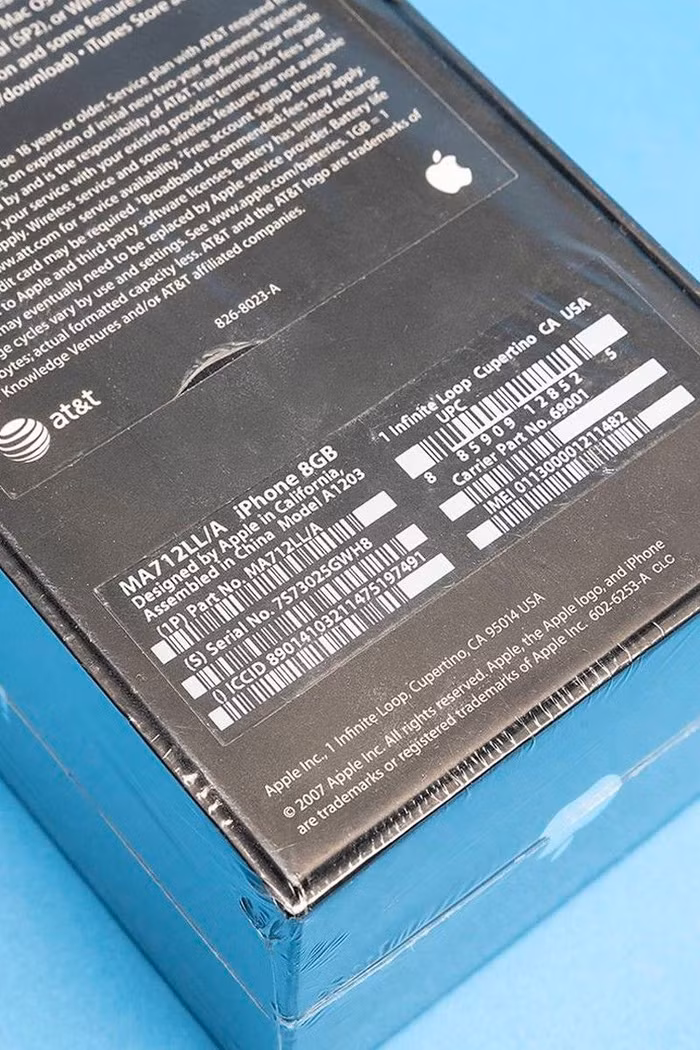 Mac OS
(SP2), or Wi
on and some feature
/download) • iTunes Store a
be 18 years or older. Service plan with AT&T required
s on expiration of initial new two-year agreement. Wireless
by and is the responsibility of AT&T. Transferring your mobile
your service with your existing provider; termination fees and
pply. Wireless service and some wireless features are not available
ww.att.com for service availability. Free account signup through
dit card may be required. Broadband recommended; fees may apply.
to Apple and third-party software licenses. Battery has limited recharge
may eventually need to be replaced by Apple service provider. Battery life
ge cycles vary by use and settings. See www.apple.com/batteries. 1GB = 1
bytes; actual formatted capacity less. AT&T and the AT&T logo are trademarks of
Knowledge Ventures and/or AT&T affiliated companies.
826-8023-A
at&t
MA712LL/A iPhone 8GB
Designed by Apple in California,
Assembled in China Model A1203
(1P) Part No. MA712LL/A
(S) Serial No. 7S73025GWH8
() ICCID 89014103211475197491
1 Infinite Loop Cupertino CA USA
UPC
8 85909 12852 5
Carrier Part No. 69001
IMEI 011300001211482
Apple Inc., 1 Infinite Loop, Cupertino, CA 95014 USA
© 2007 Apple Inc. All rights reserved. Apple, the Apple logo, and iPhone
are trademarks or registered trademarks of Apple Inc. 602-6253-A CLC